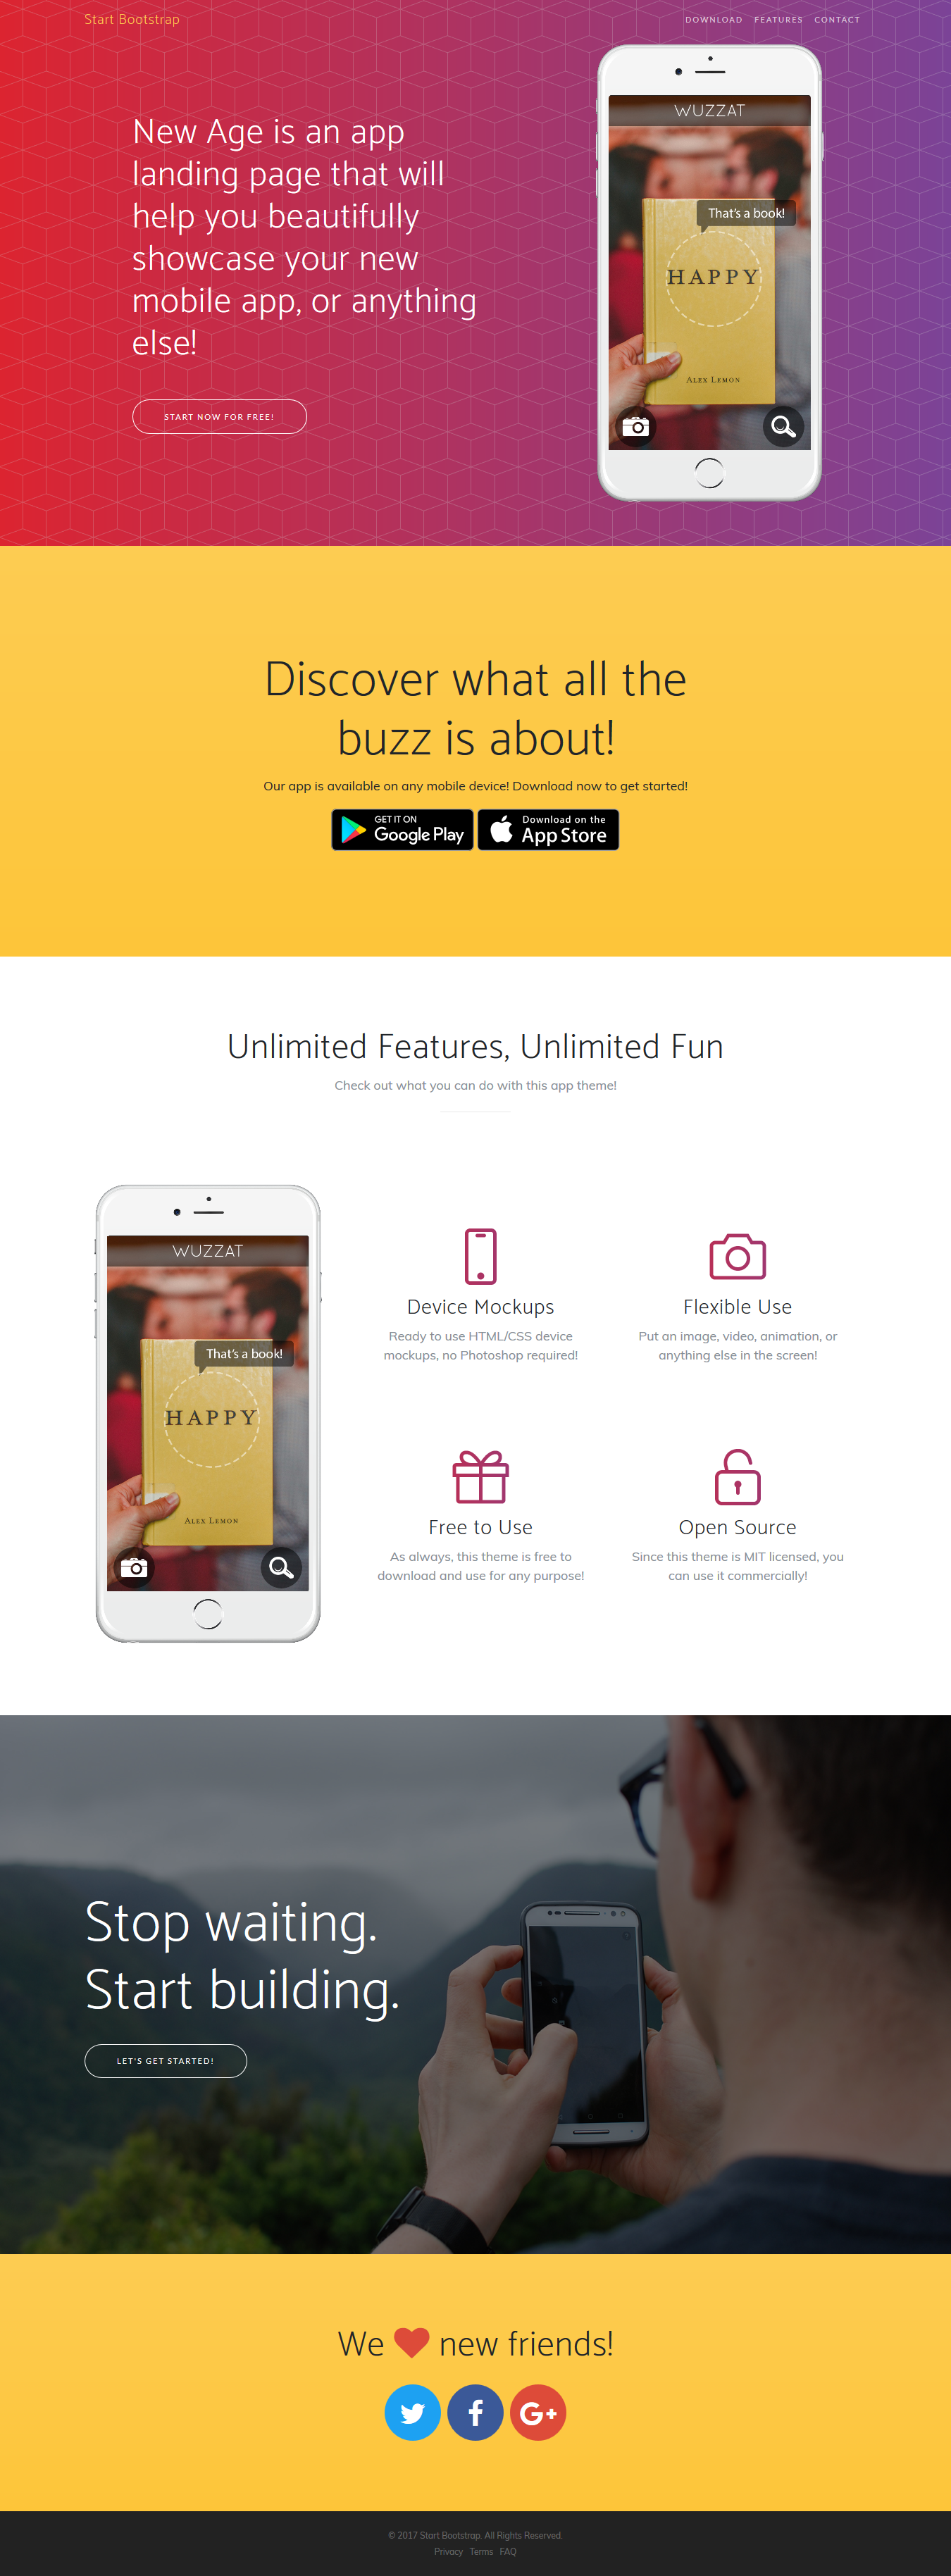 Start Bootstrap
DOWNLOAD FEATURES CONTACT
New Age is an app
landing page that will
help you beautifully
showcase your new
mobile app, or anything
else!
START NOW FOR FREE!
WUZZAT
That's a book!
HAPPY
ALEX LEMON
Discover what all the
buzz is about!
Our app is available on any mobile device! Download now to get started!
GET IT ON
Google Play
Download on the
App Store
Unlimited Features, Unlimited Fun
Check out what you can do with this app theme!
WUZZAT
That's a book!
HAPPY
ALEX LEMON
Device Mockups
Ready to use HTML/CSS device
mockups, no Photoshop required!
Flexible Use
Put an image, video, animation, or
anything else in the screen!
Free to Use
As always, this theme is free to
download and use for any purpose!
Open Source
Since this theme is MIT licensed, you
can use it commercially!
Stop waiting.
Start building.
LET'S GET STARTED!
We new friends!
G+
© 2017 Start Bootstrap. All Rights Reserved.
Privacy Terms FAQ